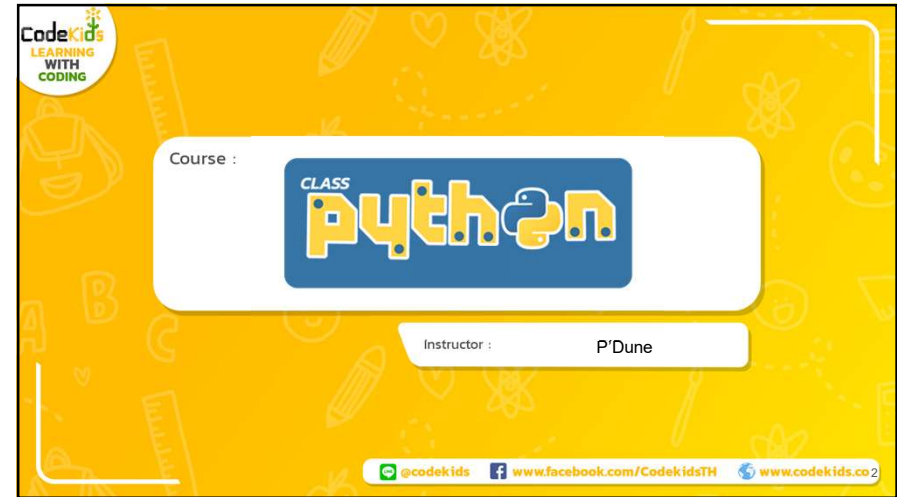 CodeKids
LEARNING
WITH
CODING
Course :
CLASS
python
Instructor :
P'Dune
@codekids
www.facebook.com/CodekidsTH
www.codekids.co
2
A
B
C